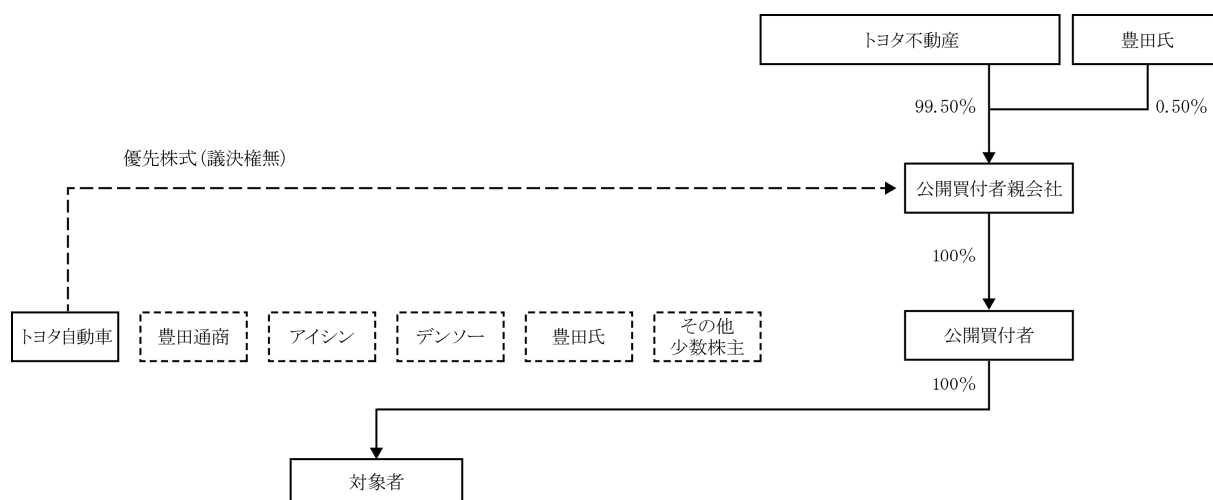 トヨタ不動産
豊田氏
99.50%
0.50%
優先株式(議決権無)
公開買付者親会社
100%
トヨタ自動車
豊田通商
アイシン
デンソー
豊田氏
その他
少数株主
公開買付者
100%
対象者